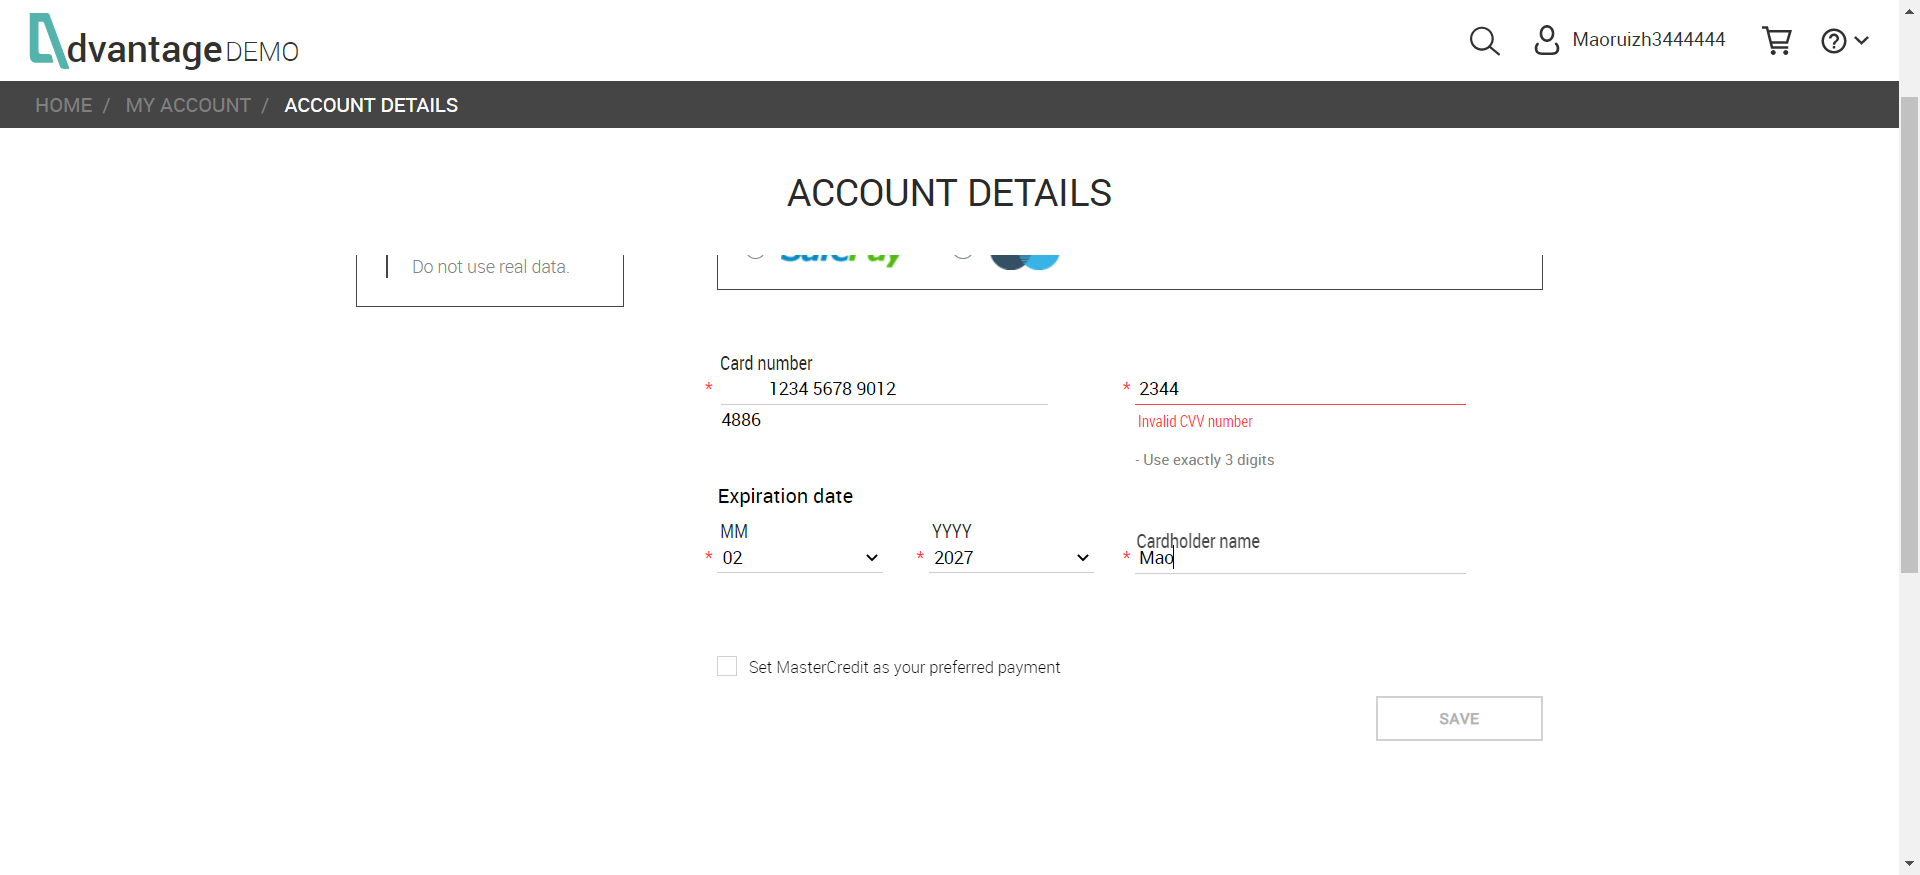 dvantage DEMO
Maoruizh3444444
HOME / MY ACCOUNT / ACCOUNT DETAILS
ACCOUNT DETAILS
Do not use real data.
SafePay
Card number
* 1234 5678 9012
4886
* 2344
Invalid CVV number
- Use exactly 3 digits
Expiration date
MM
* 02
YYYY
* 2027
Cardholder name
* Mao
Set MasterCredit as your preferred payment
SAVE